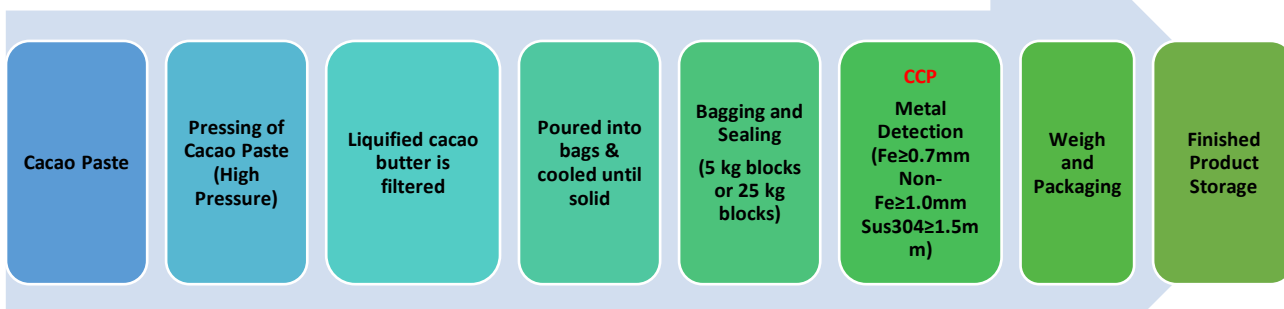 Cacao Paste
Pressing of
Cacao Paste
(High
Pressure)
Liquified cacao
butter is
filtered
Poured into
bags &
cooled until
solid
Bagging and
Sealing
(5 kg blocks
or 25 kg
blocks)
CCP
Metal
Detection
(Fe≥0.7mm
Non-
Fe≥1.0mm
Sus304≥1.5m
m)
Weigh
and
Packaging
Finished
Product
Storage